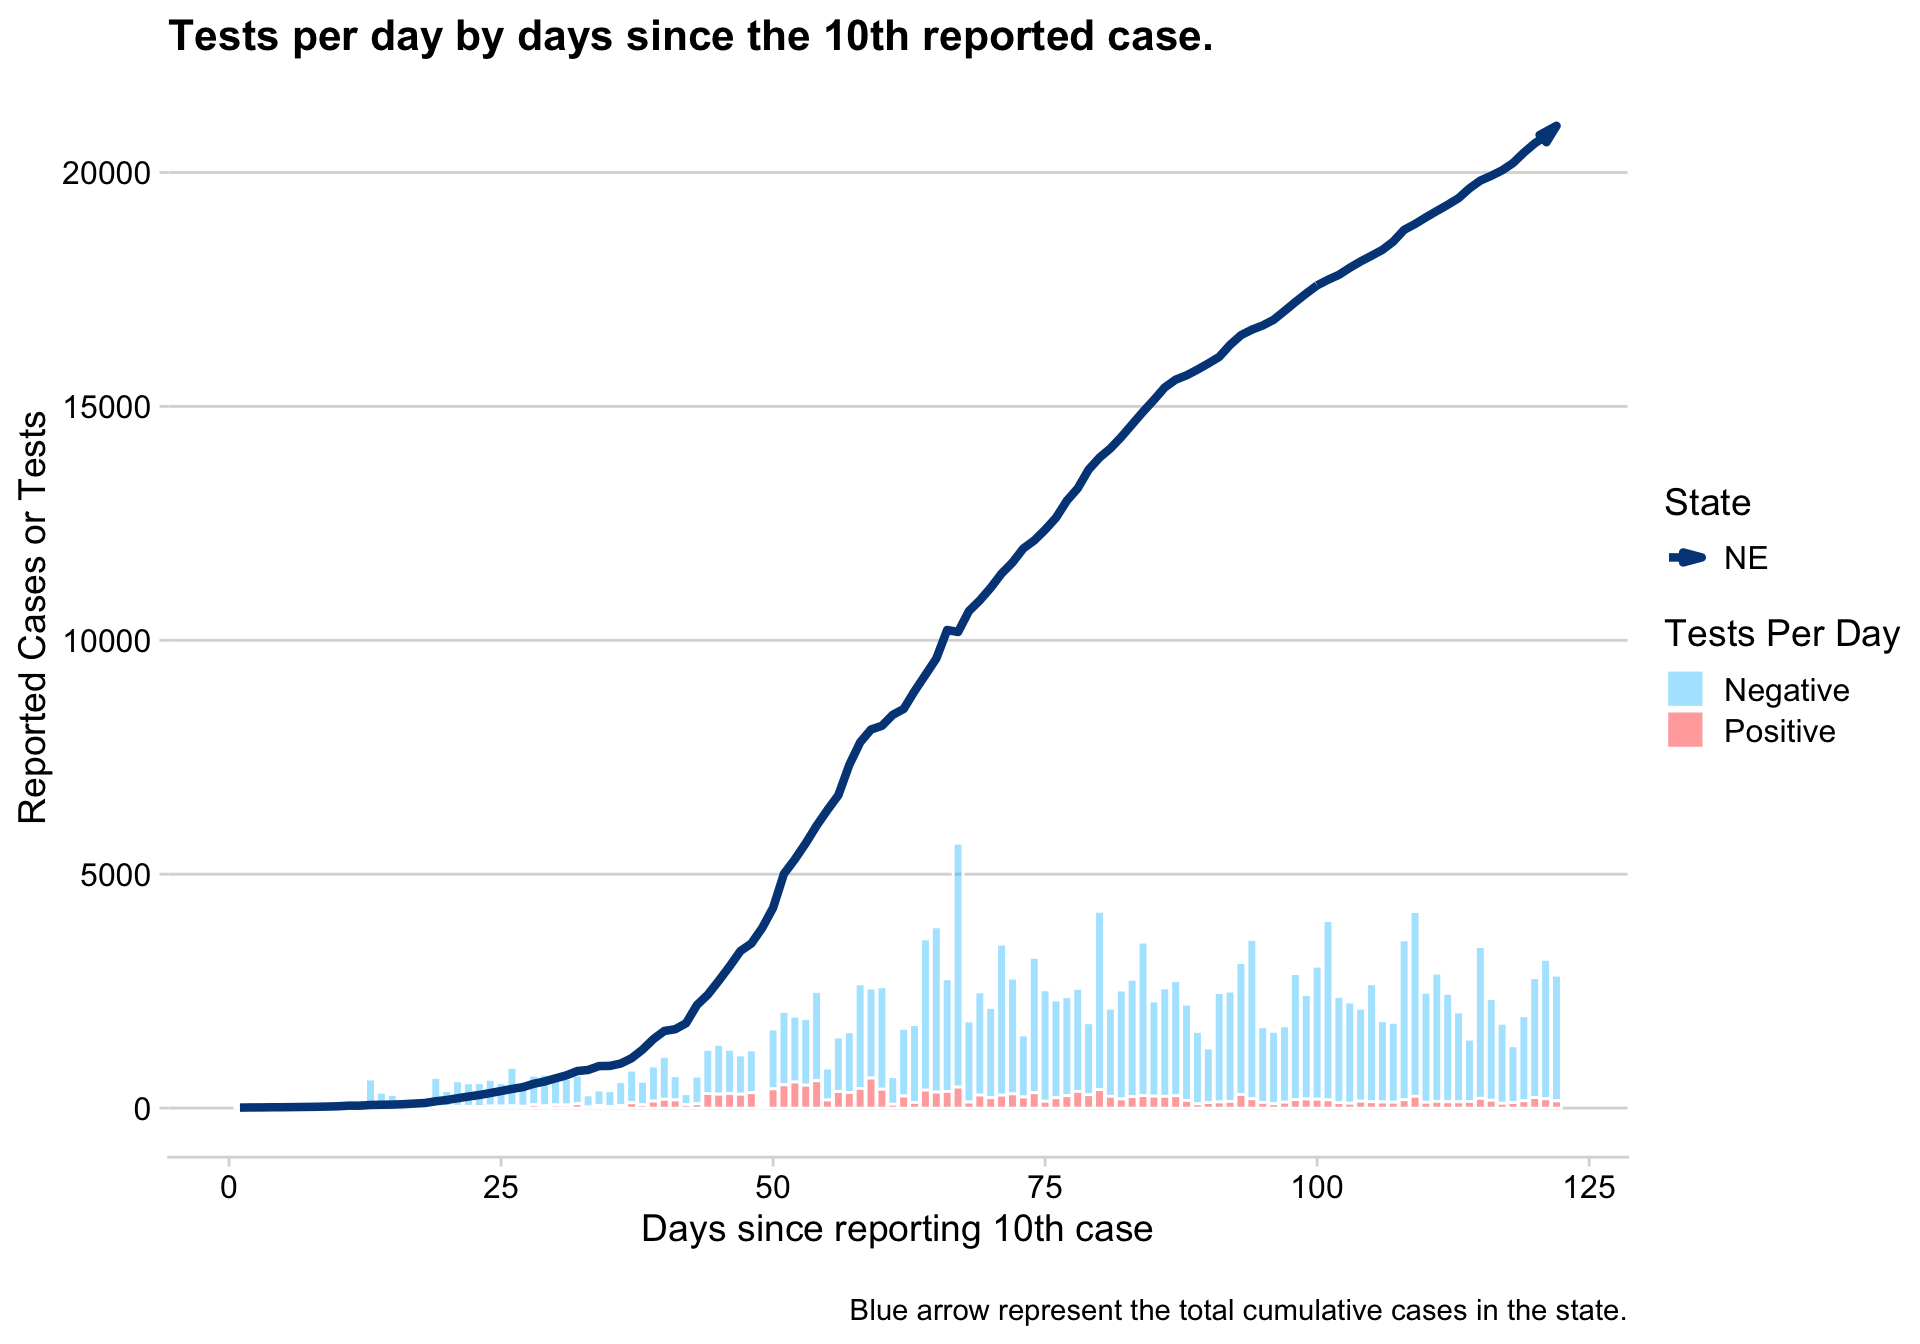 Tests per day by days since the 10th reported case.
20000
15000
10000
5000
0
Reported Cases or Tests
0 25 50 75 100 125
Days since reporting 10th case
State
NE
Tests Per Day
Negative
Positive
Blue arrow represent the total cumulative cases in the state.